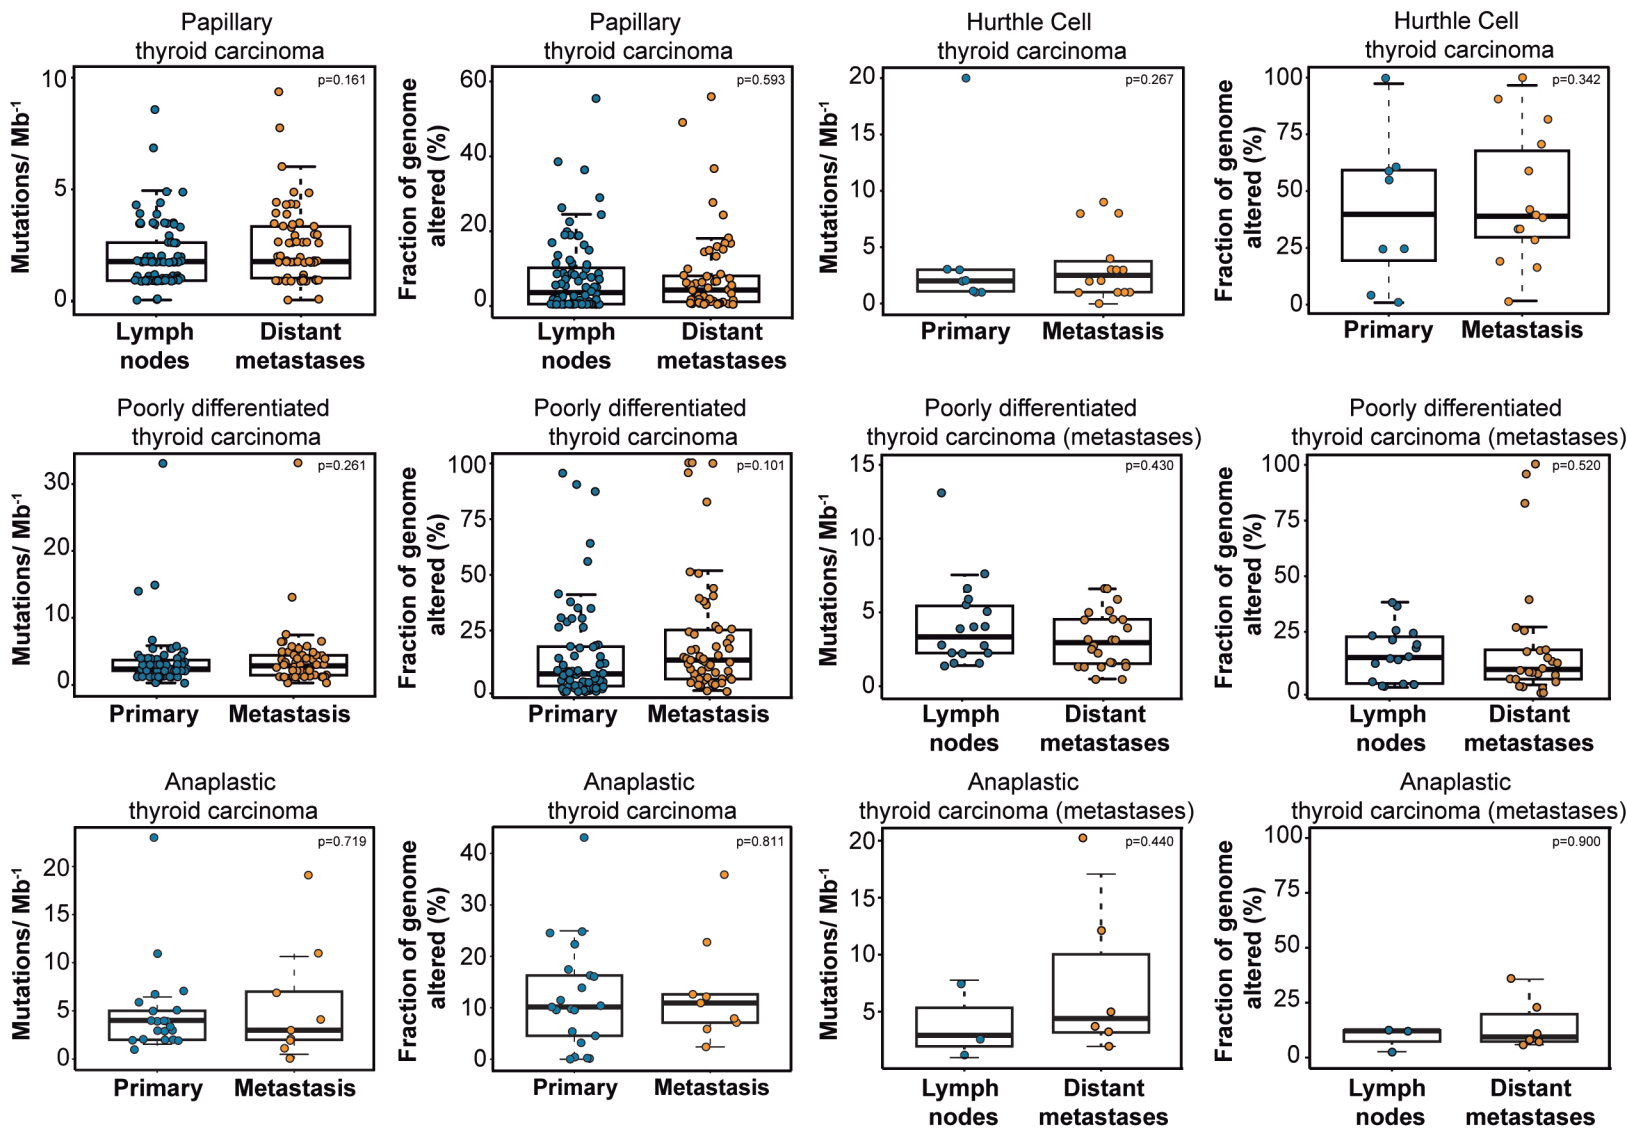 Papillary
thyroid carcinoma
p=0.161
Mutations/ Mb-1
10
5
0
Lymph
nodes
Distant
metastases
Papillary
thyroid carcinoma
p=0.593
Fraction of genome
altered (%)
60
40
20
0
Lymph
nodes
Distant
metastases
Hurthle Cell
thyroid carcinoma
p=0.267
Mutations/ Mb-1
20
15
10
5
0
Primary
Metastasis
Hurthle Cell
thyroid carcinoma
p=0.342
Fraction of genome
altered (%)
100
75
50
25
0
Primary
Metastasis
Poorly differentiated
thyroid carcinoma
p=0.261
Mutations/ Mb-1
30
20
10
0
Primary
Metastasis
Poorly differentiated
thyroid carcinoma
p=0.101
Fraction of genome
altered (%)
100
75
50
25
0
Primary
Metastasis
Poorly differentiated
thyroid carcinoma (metastases)
p=0.430
Mutations/ Mb-1
15
10
5
0
Lymph
nodes
Distant
metastases
Poorly differentiated
thyroid carcinoma (metastases)
p=0.520
Fraction of genome
altered (%)
100
75
50
25
0
Lymph
nodes
Distant
metastases
Anaplastic
thyroid carcinoma
p=0.719
Mutations/ Mb-1
20
15
10
5
0
Primary
Metastasis
Anaplastic
thyroid carcinoma
p=0.811
Fraction of genome
altered (%)
40
30
20
10
0
Primary
Metastasis
Anaplastic
thyroid carcinoma (metastases)
p=0.440
Mutations/ Mb-1
20
15
10
5
Lymph
nodes
Distant
metastases
Anaplastic
thyroid carcinoma (metastases)
p=0.900
Fraction of genome
altered (%)
100
75
50
25
0
Lymph
nodes
Distant
metastases